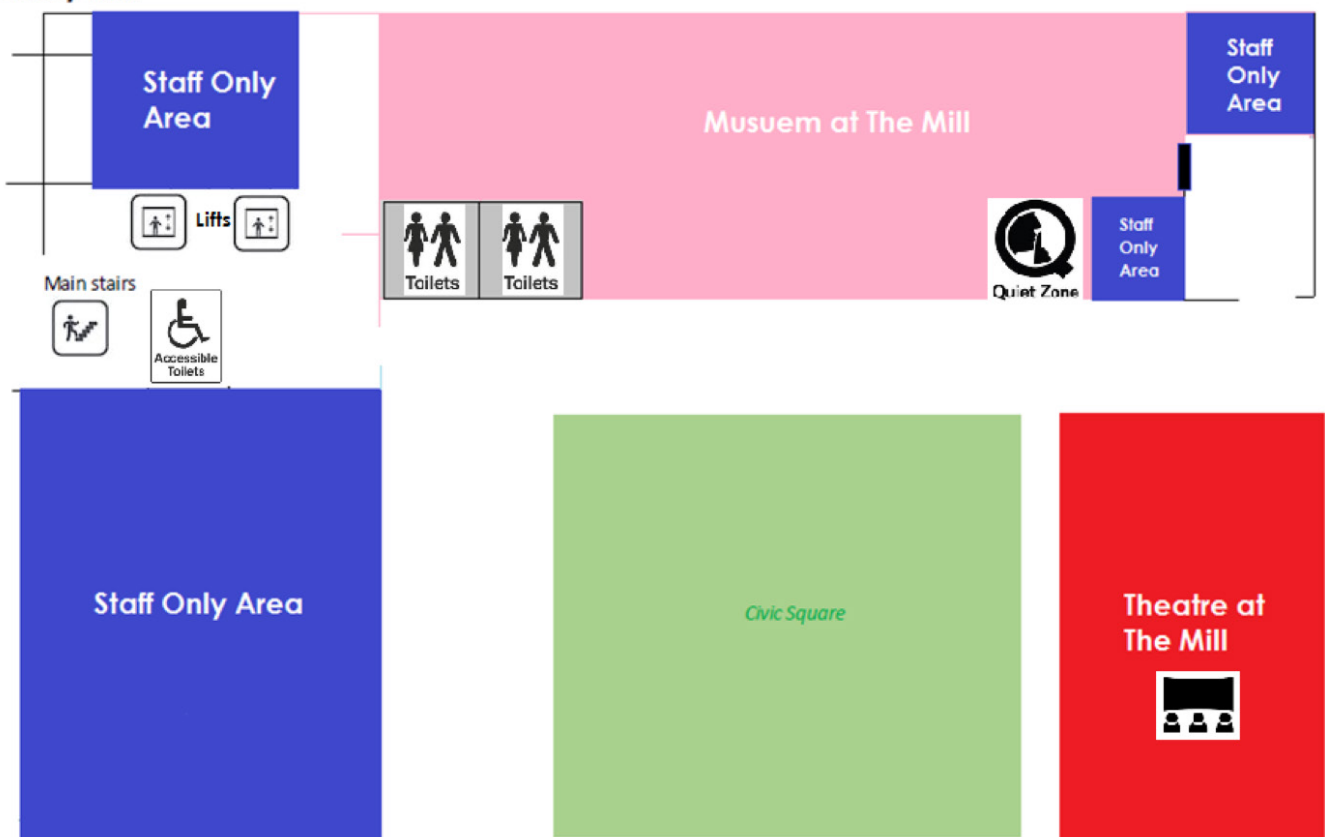 Staff Only
Area
Musuem at The Mill
Staff
Only
Area
Lifts
Toilets
Toilets
Quiet Zone
Staff
Only
Area
Main stairs
Accessible
Toilets
Staff Only Area
Civic Square
Theatre at
The Mill